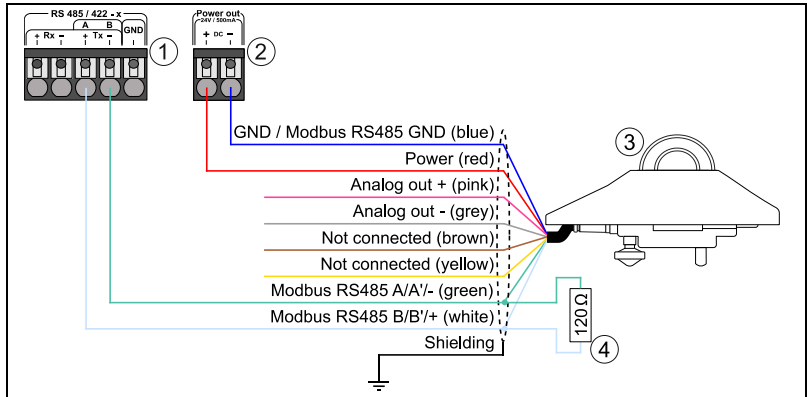 RS 485 / 422 - x
A B
+ Rx − + Tx − GND
1
Power out
24V / 500mA
+ DC −
2
GND / Modbus RS485 GND (blue)
Power (red)
3
Analog out + (pink)
Analog out - (grey)
Not connected (brown)
Not connected (yellow)
Modbus RS485 A/A'/- (green)
Modbus RS485 B/B'/+ (white)
120 Ω
4
Shielding